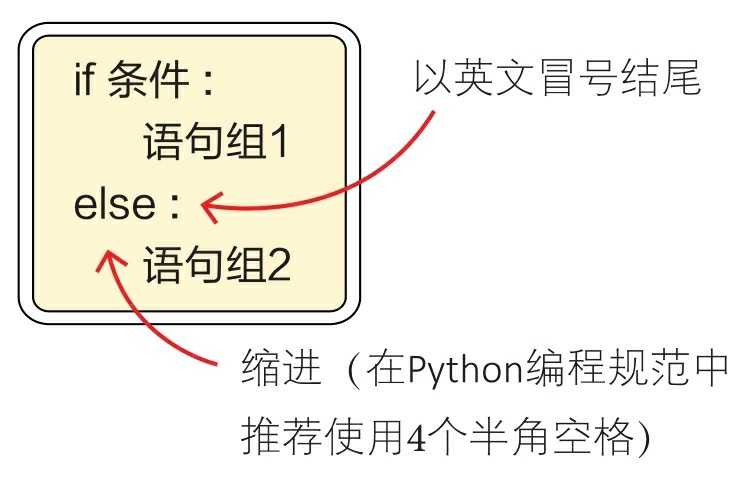 if 条件：
语句组1
else：
语句组2
以英文冒号结尾
缩进（在Python编程规范中
推荐使用4个半角空格）